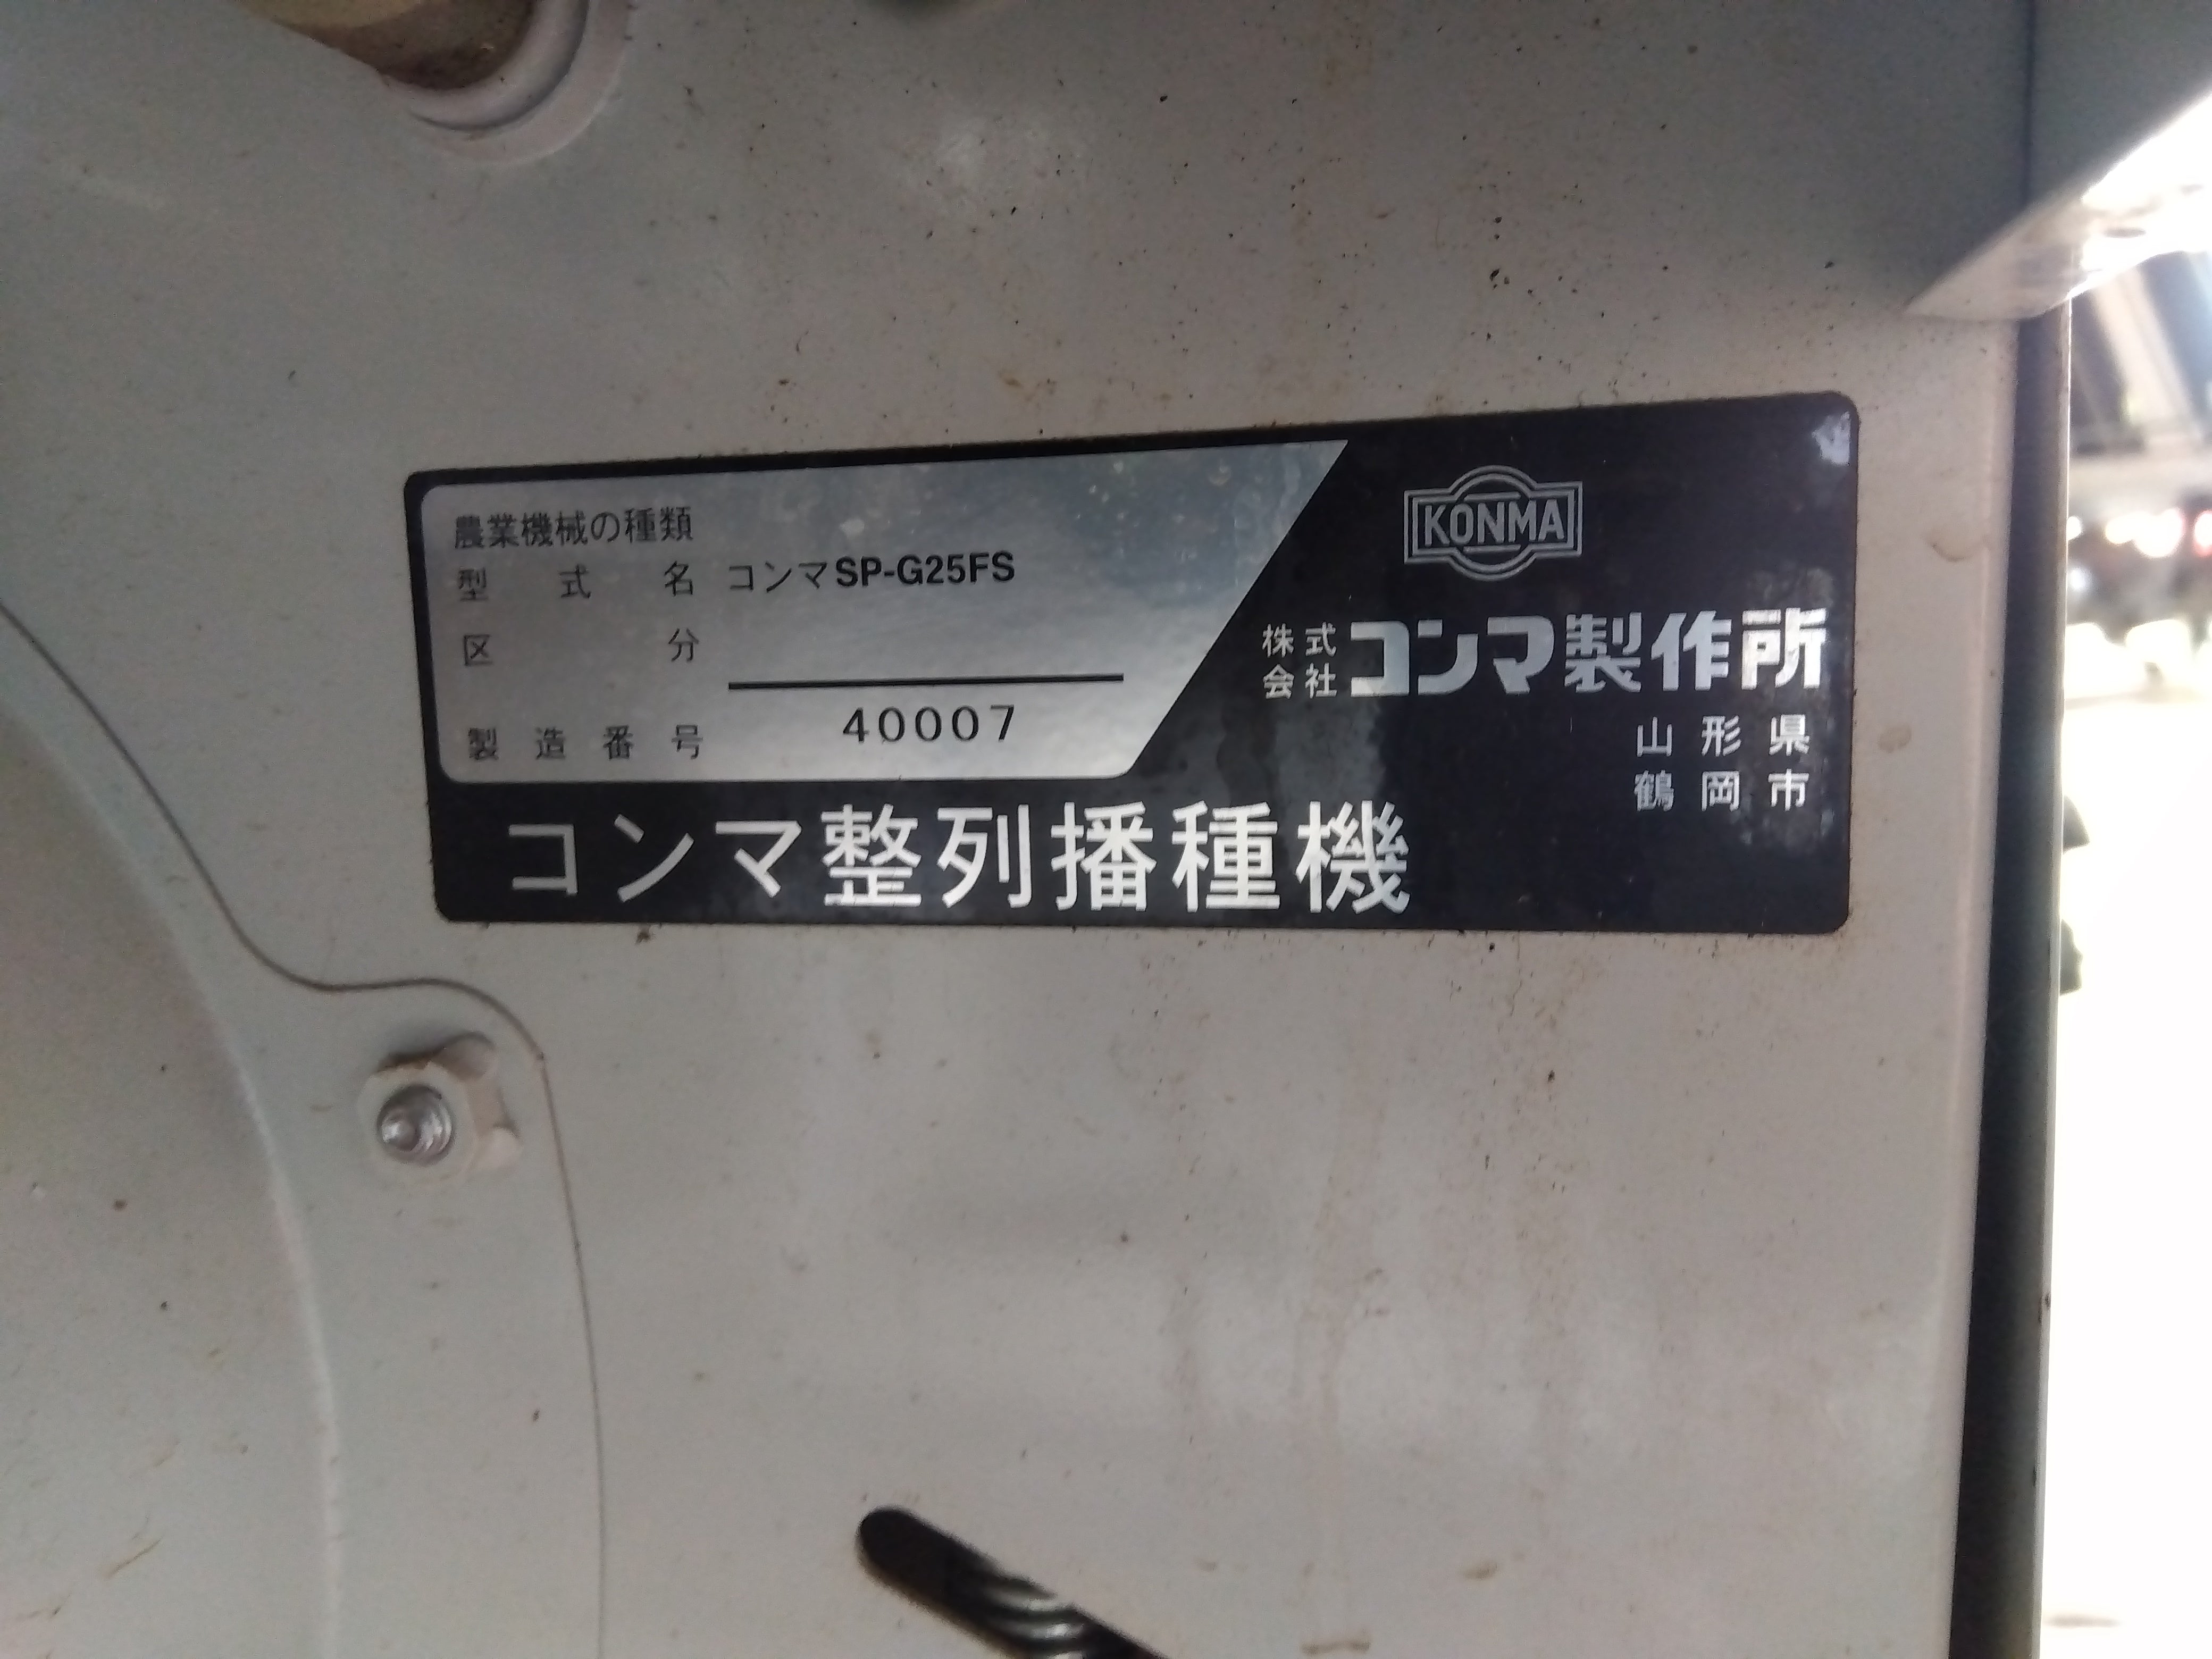 農業機械の種類
型式名 コンマSP-G25FS
区分
製造番号 40007
KONMA
株式会社 コンマ製作所
山形県
鶴岡市
コンマ整列播種機